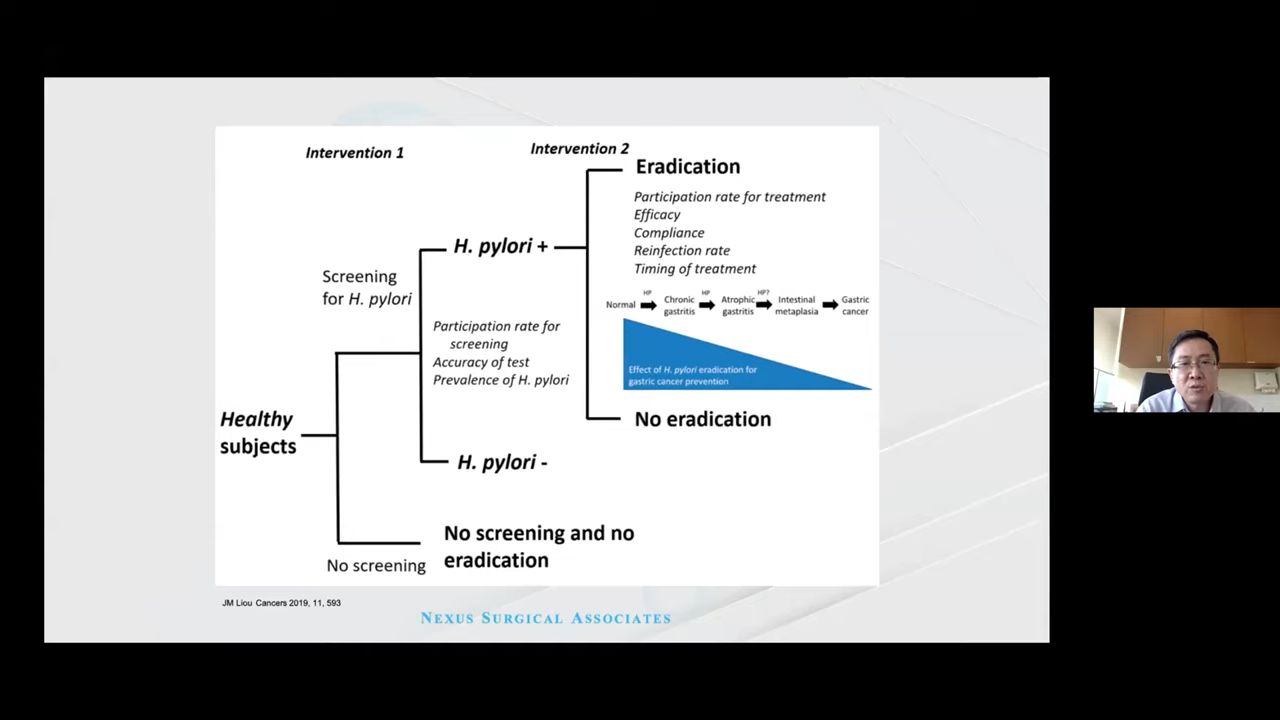 Intervention 1
Intervention 2
Eradication
Participation rate for treatment
Efficacy
Compliance
Reinfection rate
Timing of treatment
H. pylori +
Screening
for H. pylori
HP
HP
HP?
Normal
Chronic
gastritis
Atrophic
gastritis
Intestinal
metaplasia
Gastric
cancer
Participation rate for
screening
Accuracy of test
Prevalence of H. pylori
Effect of H. pylori eradication for
gastric cancer prevention
Healthy
subjects
No eradication
H. pylori -
No screening and no
eradication
No screening
JM Liou Cancers 2019, 11, 593
NEXUS SURGICAL ASSOCIATES